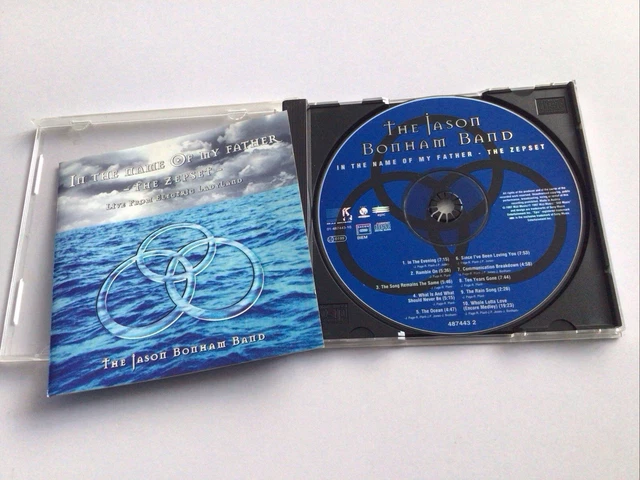 In the name Of my father
- The Zepset -
Live From Electric Ladyland
The Jason Bonham Band
The Jason
Bonham Band
IN THE NAME OF MY FATHER - THE ZEPSET
1. In The Evening (7:15)
2. Ramble On (5:36)
3. The Song Remains The Same (5:46)
4. What Is And What
Should Never Be (5:15)
5. The Ocean (4:47)
6. Since I've Been Loving You (7:53)
7. Communication Breakdown (4:58)
8. Ten Years Gone (7:44)
9. The Rain Song (2:28)
10. Whole Lotta Love
(Encore Medley) (19:23)
487443 2